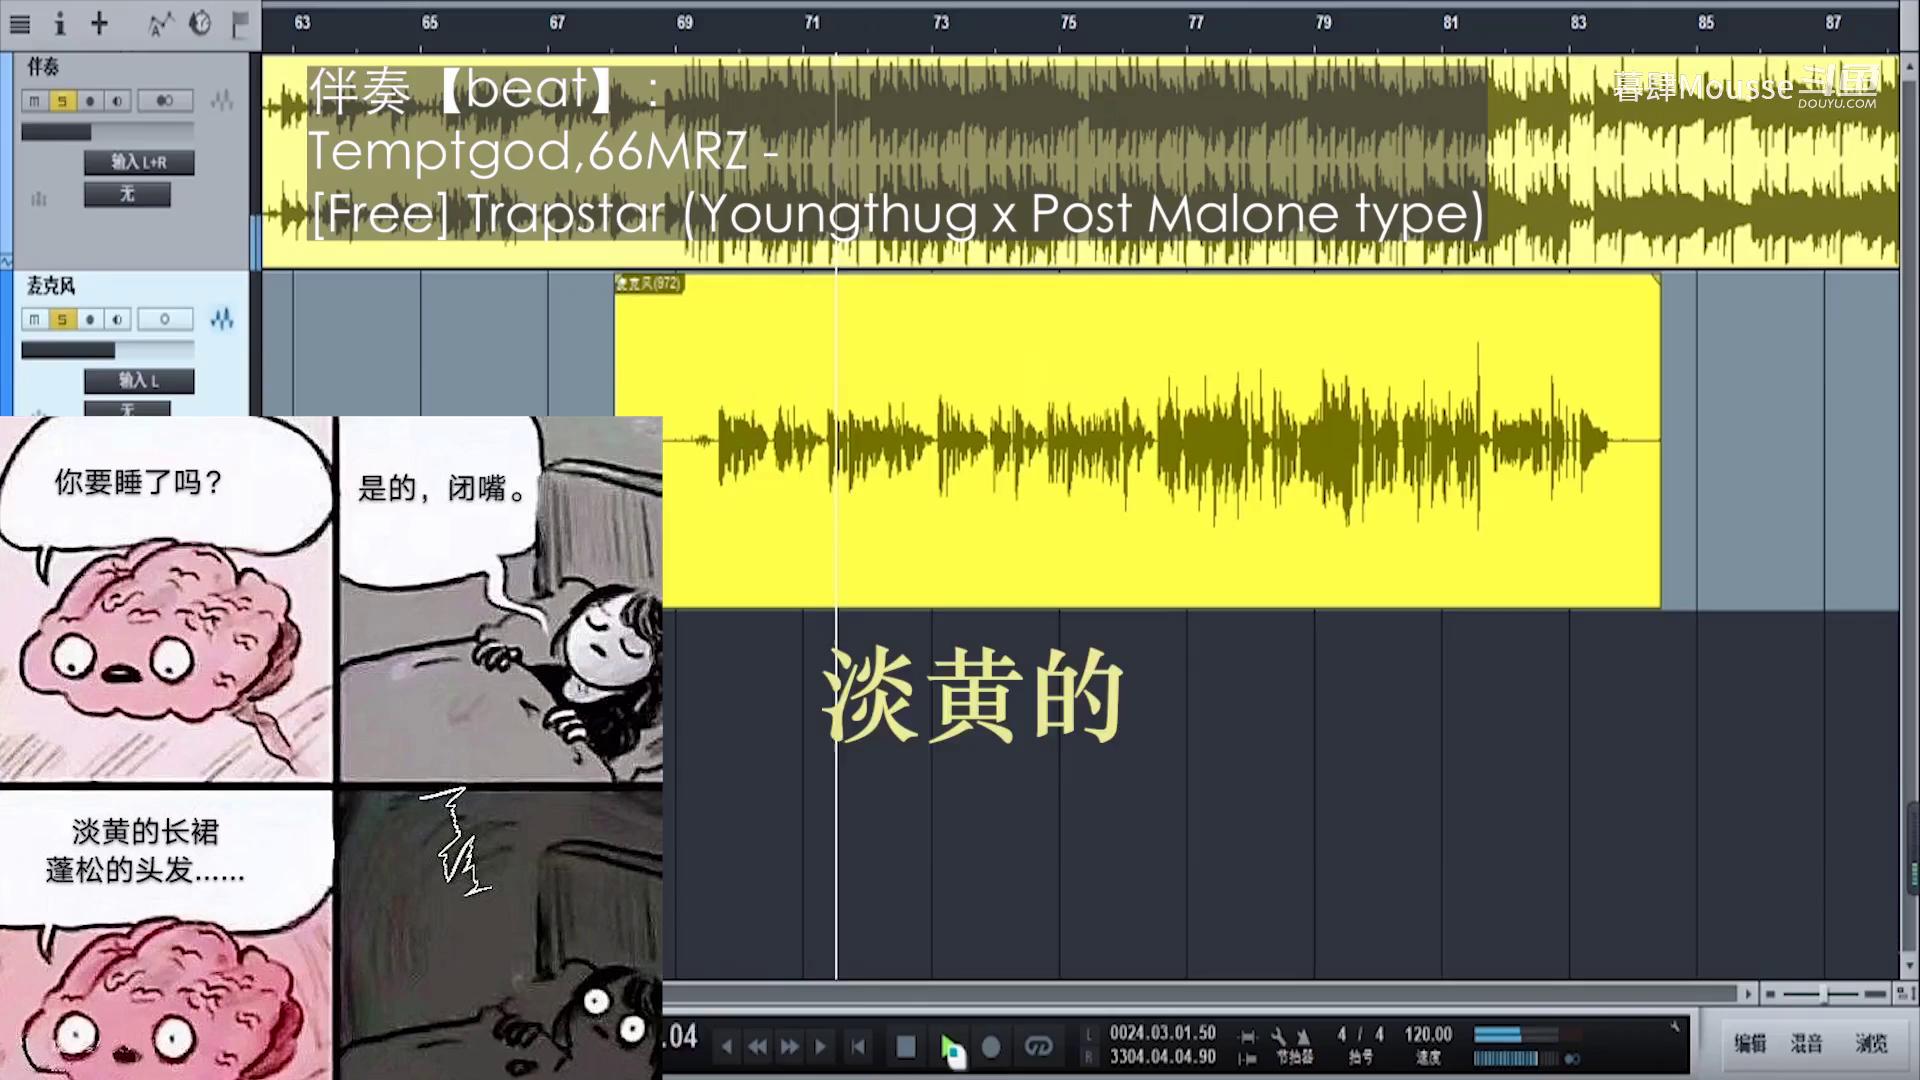 63 65 67 69 71 73 75 77 79 81 83 85 87
伴奏
m S
输入 L+R
无
伴奏【beat】:
Temptgod,66MRZ -
[Free] Trapstar (Youngthug x Post Malone type)
暮肆Mousse 斗鱼
DOUYU.COM
麦克风
m S
输入 L
无
麦克风(972)
你要睡了吗?
是的，闭嘴。
淡黄的长裙
蓬松的头发......
淡黄的
.04
L 0024.03.01.50
R 3304.04.04.90
节拍器
4 / 4
拍号
120.00
速度
编辑 混音 浏览